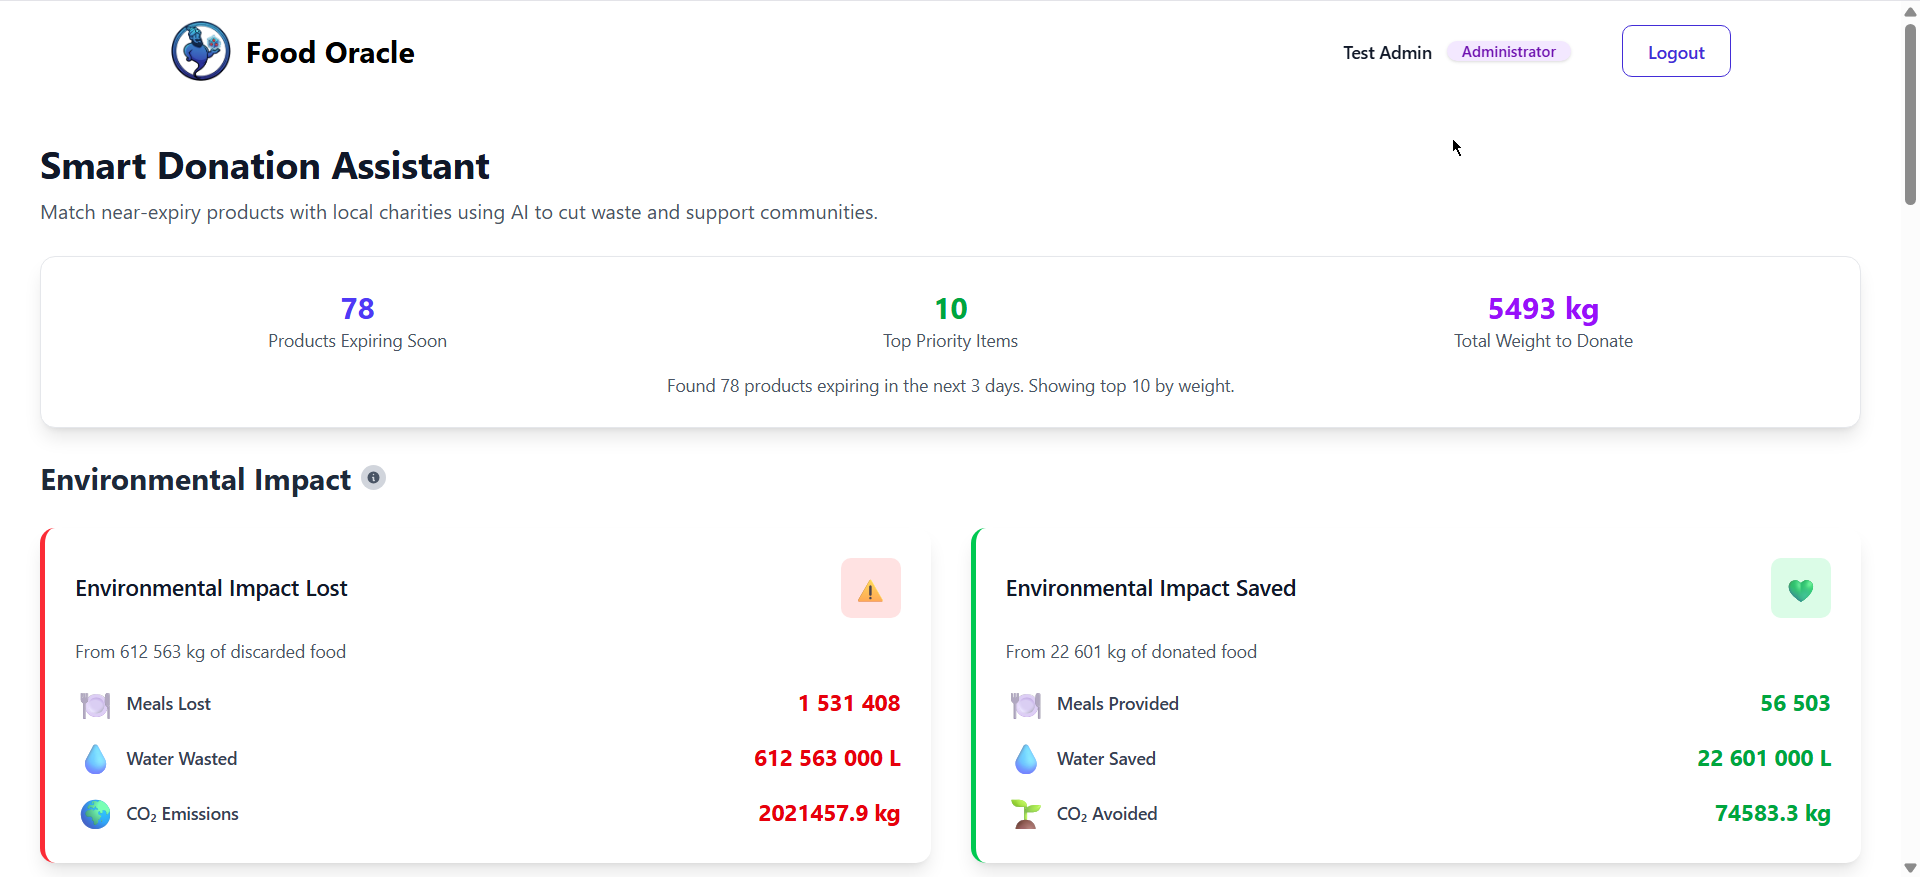 Food Oracle
Test Admin Administrator Logout
Smart Donation Assistant
Match near-expiry products with local charities using AI to cut waste and support communities.
78 10 5493 kg
Products Expiring Soon Top Priority Items Total Weight to Donate
Found 78 products expiring in the next 3 days. Showing top 10 by weight.
Environmental Impact
Environmental Impact Lost
From 612 563 kg of discarded food
Meals Lost 1 531 408
Water Wasted 612 563 000 L
CO₂ Emissions 2021457.9 kg
Environmental Impact Saved
From 22 601 kg of donated food
Meals Provided 56 503
Water Saved 22 601 000 L
CO₂ Avoided 74583.3 kg